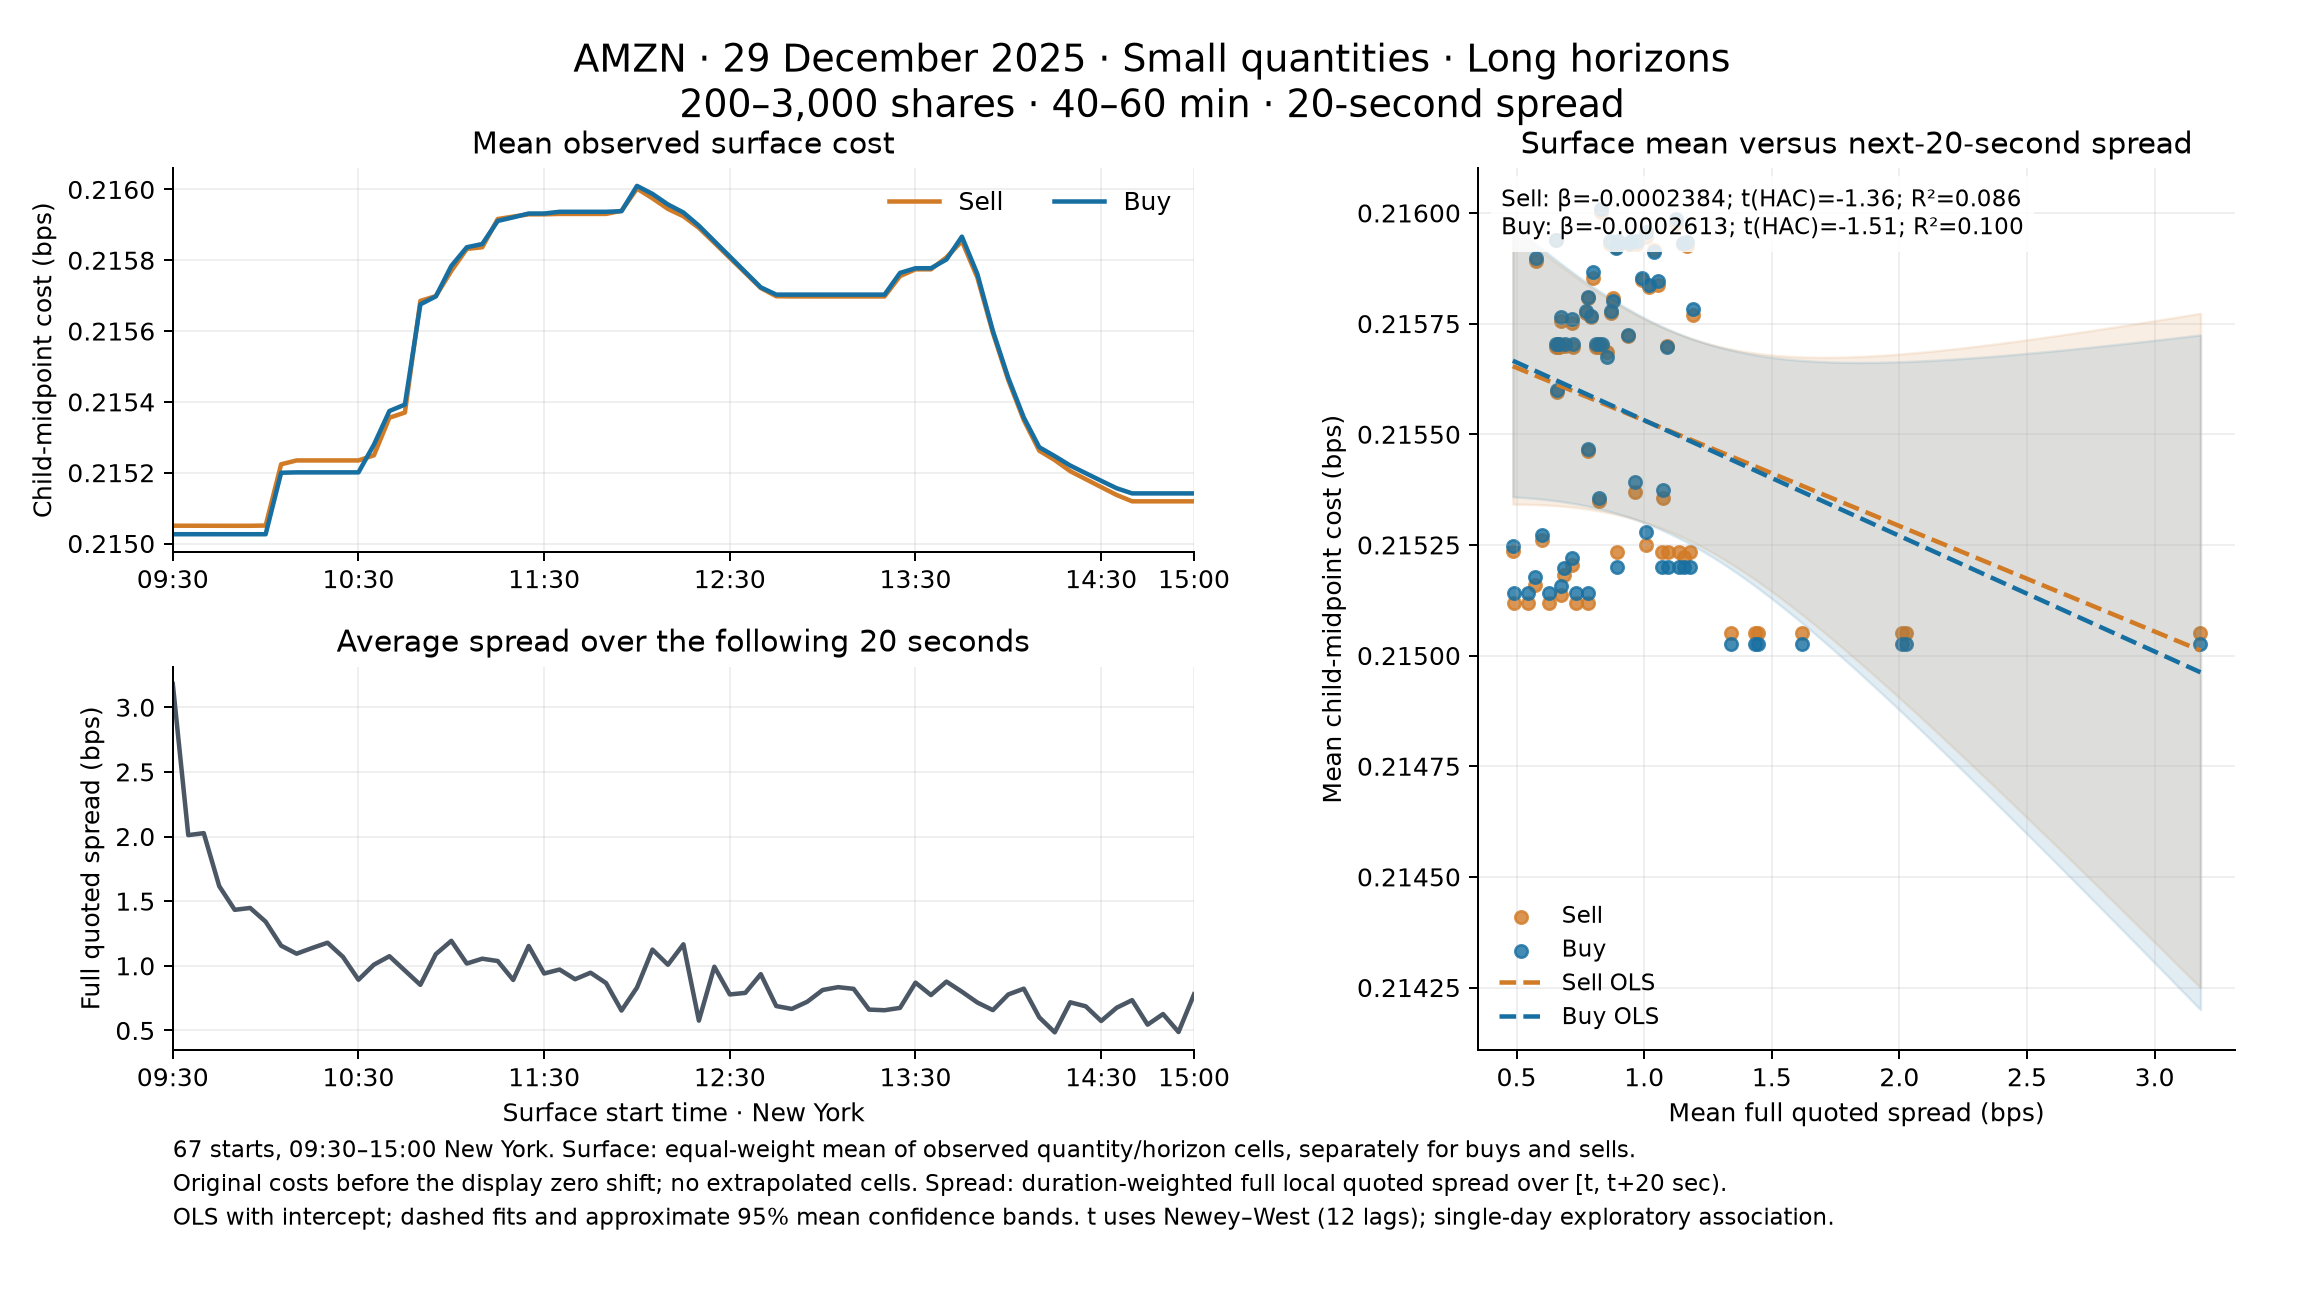 AMZN · 29 December 2025 · Small quantities · Long horizons
200–3,000 shares · 40–60 min · 20-second spread
Mean observed surface cost
Child-midpoint cost (bps)
0.2160
0.2158
0.2156
0.2154
0.2152
0.2150
Sell
Buy
09:30
10:30
11:30
12:30
13:30
14:30
15:00
Average spread over the following 20 seconds
Full quoted spread (bps)
3.0
2.5
2.0
1.5
1.0
0.5
09:30
10:30
11:30
12:30
13:30
14:30
15:00
Surface start time · New York
Surface mean versus next-20-second spread
Mean child-midpoint cost (bps)
0.21600
0.21575
0.21550
0.21525
0.21500
0.21475
0.21450
0.21425
Sell: β=-0.0002384; t(HAC)=-1.36; R²=0.086
Buy: β=-0.0002613; t(HAC)=-1.51; R²=0.100
Sell
Buy
Sell OLS
Buy OLS
0.5
1.0
1.5
2.0
2.5
3.0
Mean full quoted spread (bps)
67 starts, 09:30–15:00 New York. Surface: equal-weight mean of observed quantity/horizon cells, separately for buys and sells.
Original costs before the display zero shift; no extrapolated cells. Spread: duration-weighted full local quoted spread over [t, t+20 sec).
OLS with intercept; dashed fits and approximate 95% mean confidence bands. t uses Newey–West (12 lags); single-day exploratory association.